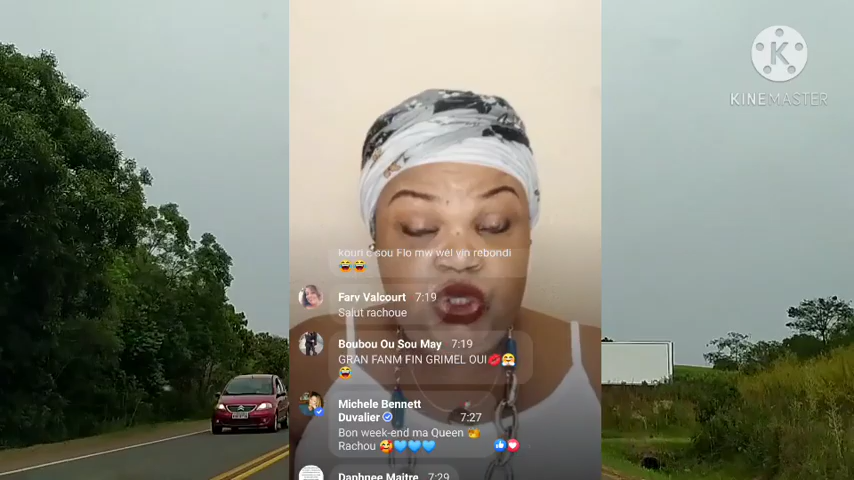 KINEMASTER
kouri c sou Flo mw wel vin rebondi
😂😂
Farv Valcourt 7:19
Salut rachoue
Boubou Ou Sou May 7:19
GRAN FANM FIN GRIMEL OUI💋🤗
😂
Michele Bennett
Duvalier 7:27
Bon week-end ma Queen 👑
Rachou 🥰💙💙💙
Daphnee Maitre 7:29